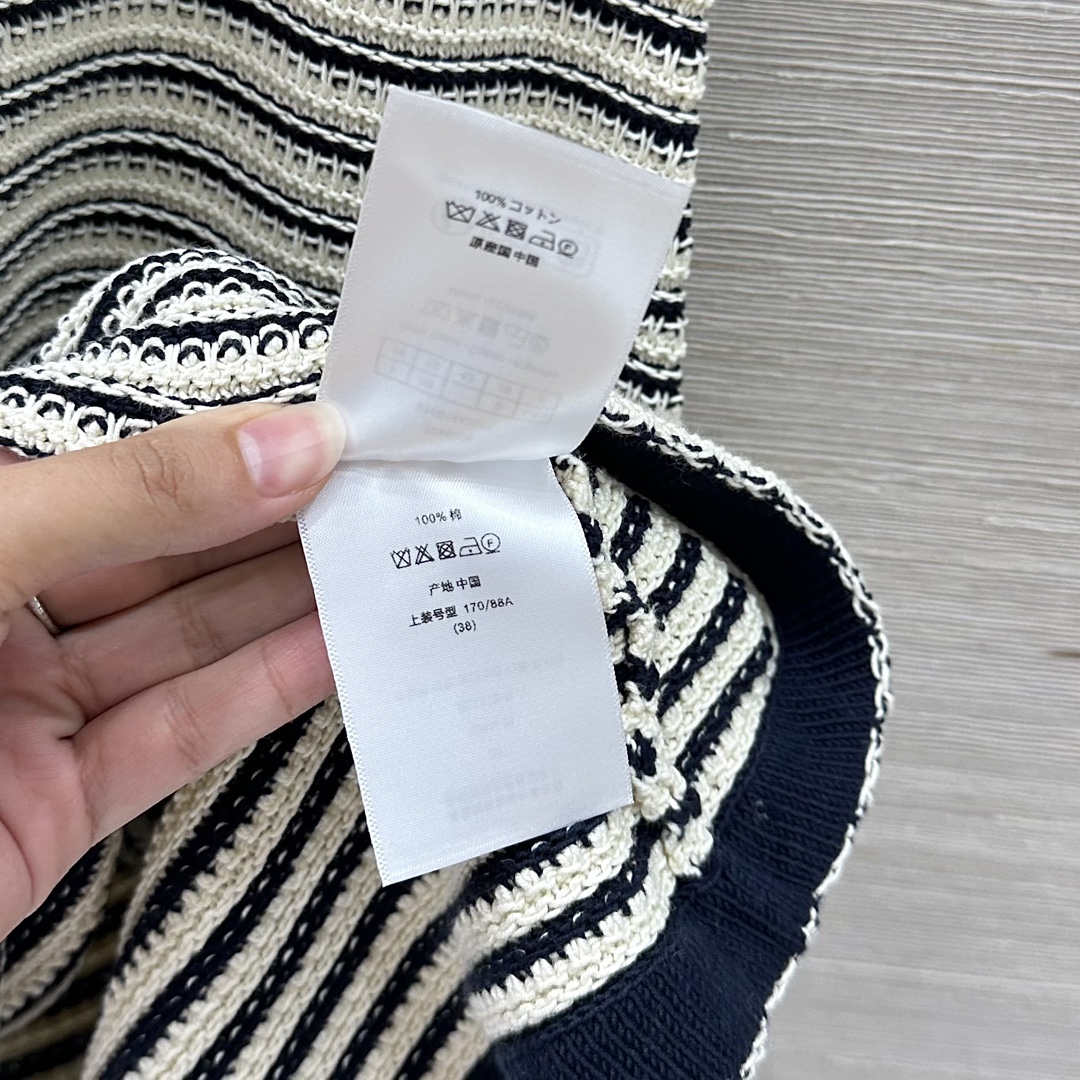 100% コットン
原産国 中国
100% 棉
F
产地 中国
上装号型 170/88A
(38)